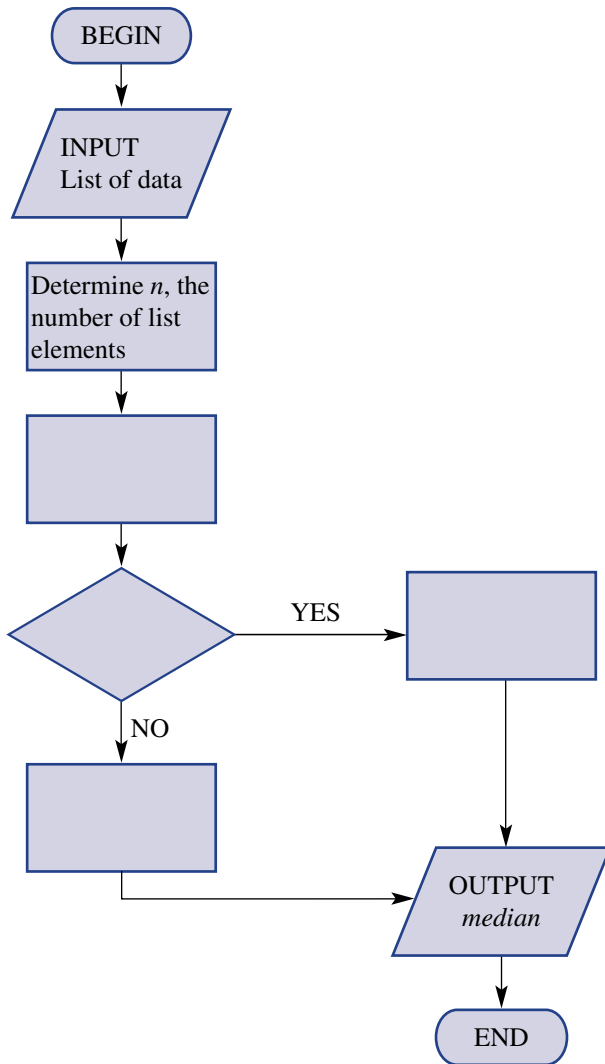 BEGIN
INPUT
List of data
Determine n, the
number of list
elements
YES
NO
OUTPUT
median
END